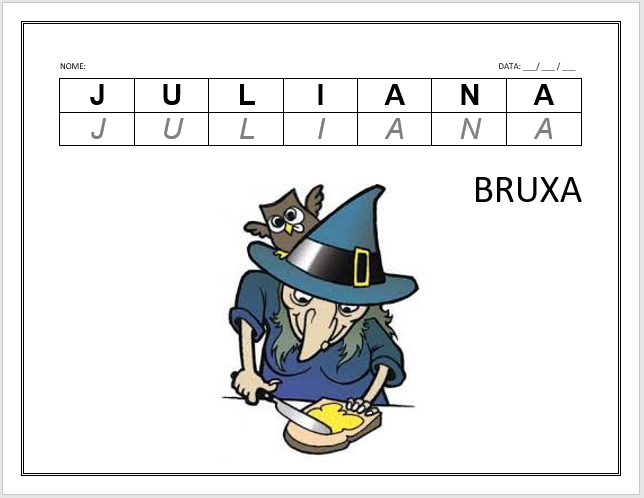 NOME: DATA: ___/ ___ / ___
J U L I A N A
J U L I A N A
BRUXA